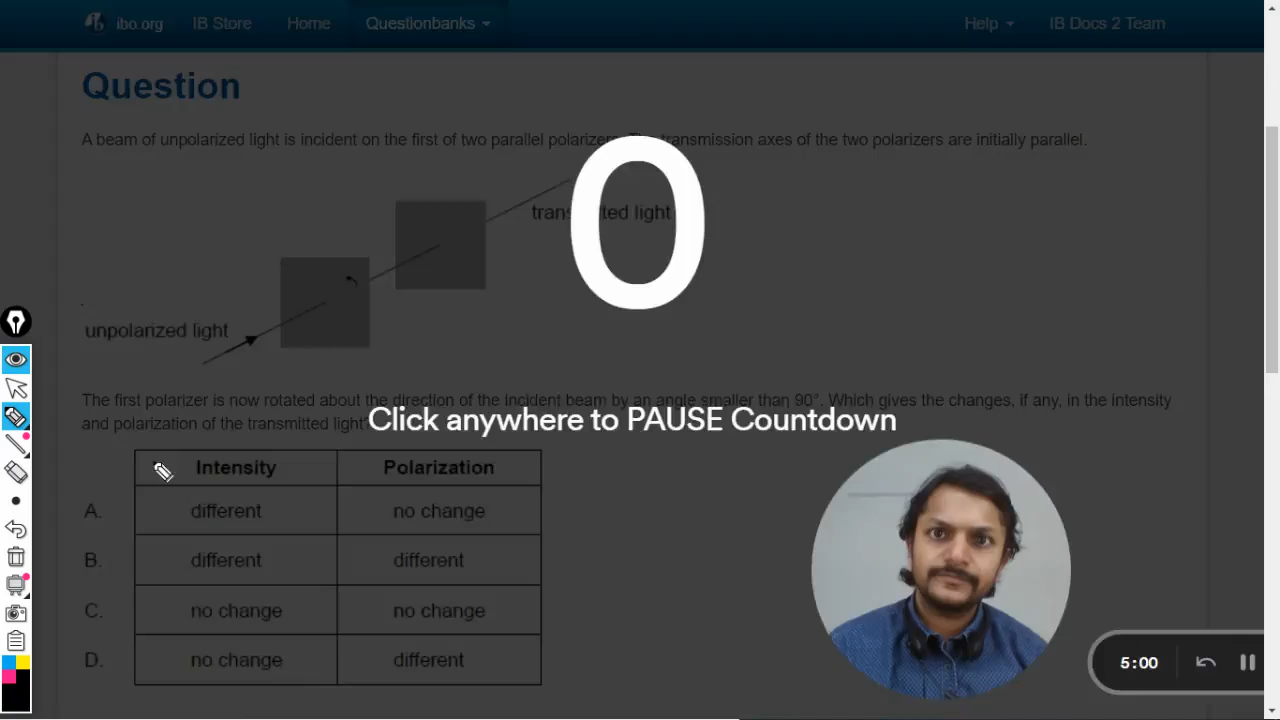 ibo.org IB Store Home Questionbanks Help IB Docs 2 Team
Question
A beam of unpolarized light is incident on the first of two parallel polarizers. The transmission axes of the two polarizers are initially parallel.
transmitted light
0
unpolarized light
The first polarizer is now rotated about the direction of the incident beam by an angle smaller than 90°. Which gives the changes, if any, in the intensity
and polarization of the transmitted light?
Click anywhere to PAUSE Countdown
Intensity Polarization
A. different no change
B. different different
C. no change no change
D. no change different
5:00